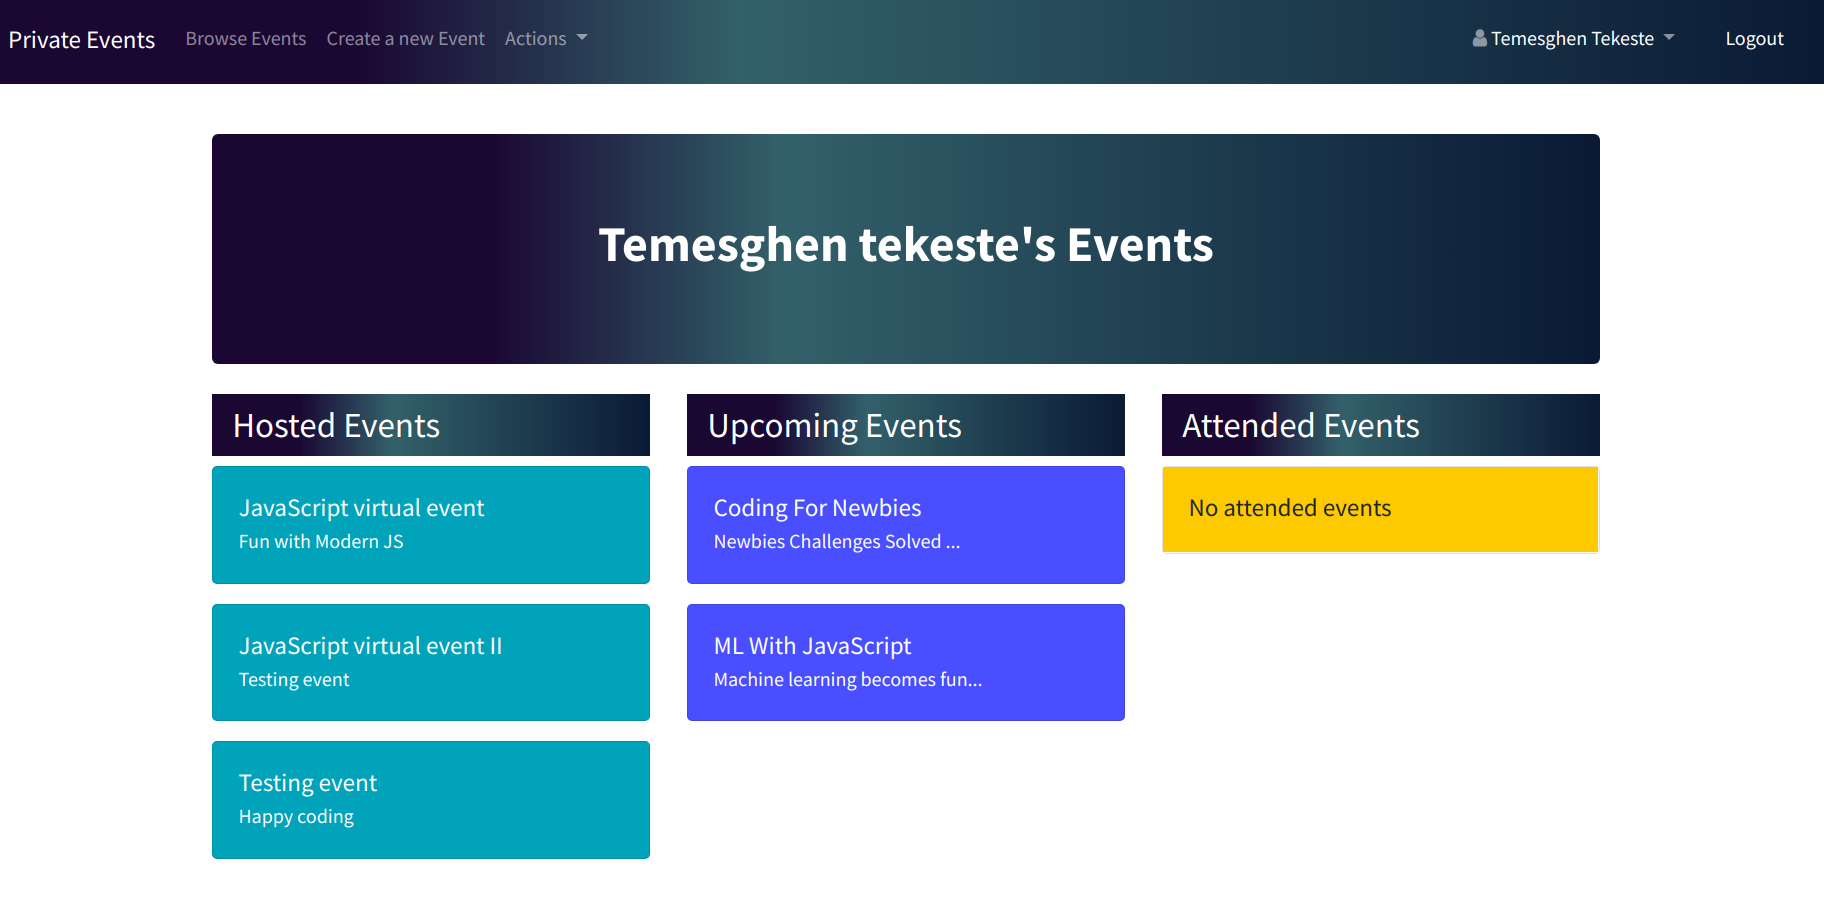 Private Events Browse Events Create a new Event Actions Temesghen Tekeste Logout
Temesghen tekeste's Events
Hosted Events
JavaScript virtual event
Fun with Modern JS
JavaScript virtual event II
Testing event
Testing event
Happy coding
Upcoming Events
Coding For Newbies
Newbies Challenges Solved ...
ML With JavaScript
Machine learning becomes fun...
Attended Events
No attended events